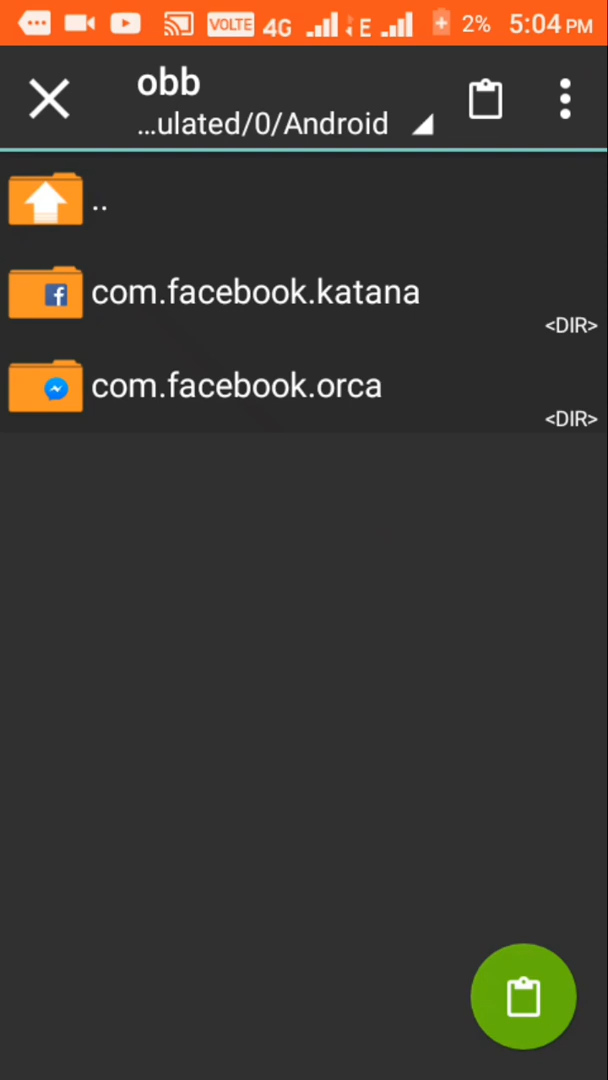 VOLTE 4G E 2% 5:04 PM
obb
...ulated/0/Android
..
com.facebook.katana
<DIR>
com.facebook.orca
<DIR>